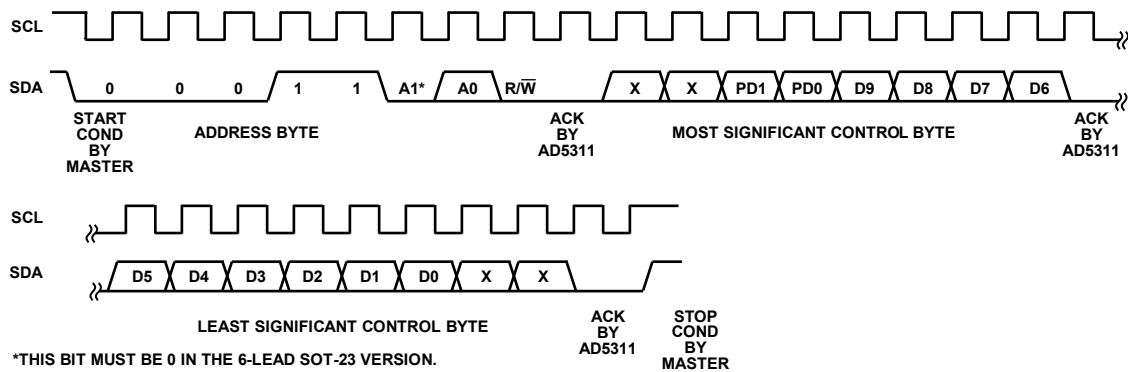 SCL
SDA 0 0 0 1 1 A1* A0 R/W̅ X X PD1 PD0 D9 D8 D7 D6
START
COND
BY
MASTER
ADDRESS BYTE
ACK
BY
AD5311
MOST SIGNIFICANT CONTROL BYTE
ACK
BY
AD5311
SCL
SDA D5 D4 D3 D2 D1 D0 X X
LEAST SIGNIFICANT CONTROL BYTE
ACK
BY
AD5311
STOP
COND
BY
MASTER
*THIS BIT MUST BE 0 IN THE 6-LEAD SOT-23 VERSION.